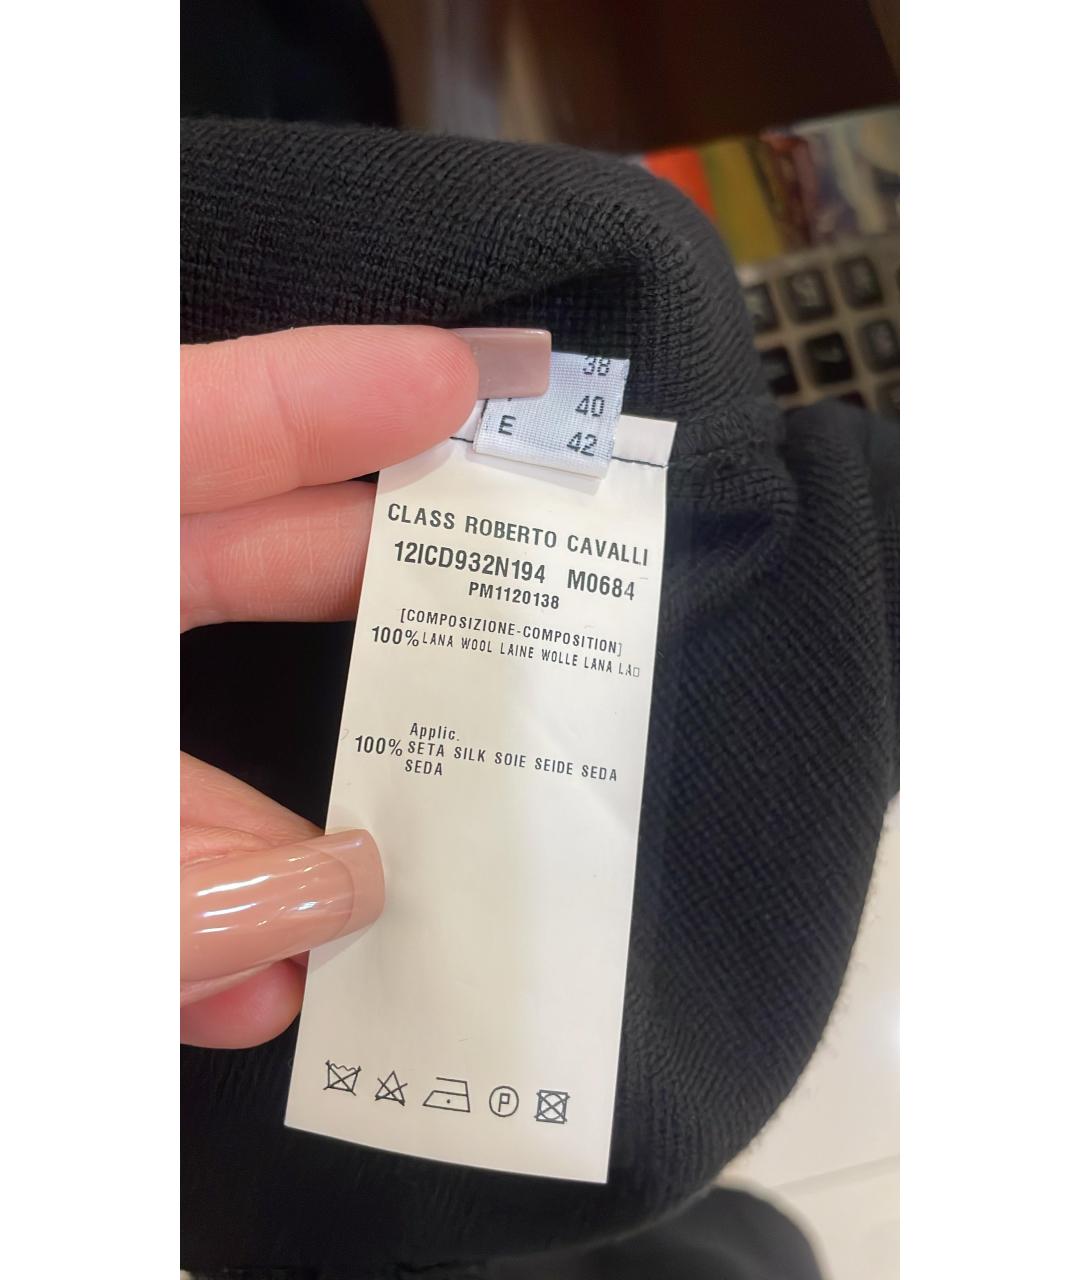 38
40
E 42
CLASS ROBERTO CAVALLI
12ICD932N194 M0684
PM1120138
[COMPOSIZIONE-COMPOSITION]
100% LANA WOOL LAINE WOLLE LANA LA□
Applic.
100% SETA SILK SOIE SEIDE SEDA
SEDA
P